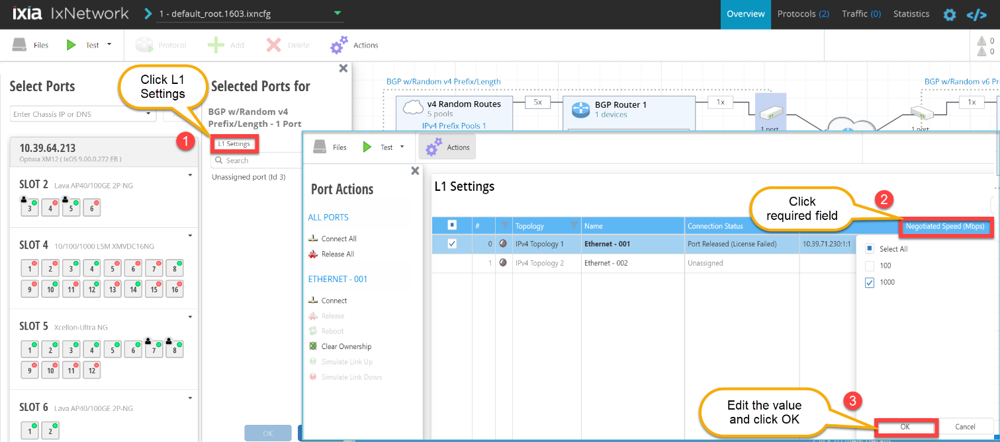 ixia IxNetwork
1 - default_root.1603.ixncfg
Overview
Protocols (2)
Traffic (0)
Statistics
</>
Files
Test
Protocol
Add
Delete
Actions
0
0
Select Ports
Click L1
Settings
Selected Ports for
BGP w/Random v4
Prefix/Length - 1 Port
Enter Chassis IP or DNS
1
L1 Settings
Search
Unassigned port (Id 3)
10.39.64.213
Optixia XM12 ( IxOS 9.00.0.272 EB )
SLOT 2 Lava AP40/100GE 2P-NG
3 4 5 6
SLOT 4 10/100/1000 LSM XMVDC16NG
1 2 3 4 5 6 7 8
9 10 11 12 13 14 15 16
SLOT 5 Xcellon-Ultra NG
1 2 3 4 5 6 7 8
9 10 11 12
SLOT 6 Lava AP40/100GE 2P-NG
1 2
OK
BGP w/Random v4 Prefix/Length
v4 Random Routes
5 pools
IPv4 Prefix Pools 1
5x
BGP Router 1
1 devices
1x
1 port
BGP w/Random v6 Pr
1x
1 port
Files
Test
Actions
Port Actions
ALL PORTS
Connect All
Release All
ETHERNET - 001
Connect
Release
Reboot
Clear Ownership
Simulate Link Up
Simulate Link Down
L1 Settings
Click
required field
2
# Topology Name Connection Status Negotiated Speed (Mbps)
0 IPv4 Topology 1 Ethernet - 001 Port Released (License Failed) 10.39.71.230:1:1
1 IPv4 Topology 2 Ethernet - 002 Unassigned
Select All
100
1000
Edit the value
and click OK
3
OK
Cancel